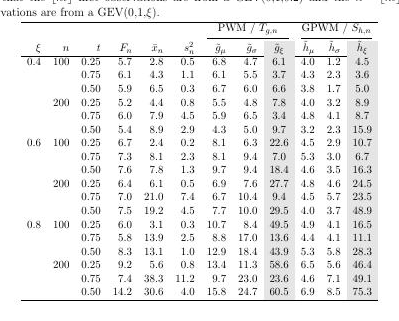 vations are from a GEV(0,1,ξ).
PWM / T_{g,n} GPWM / S_{h,n}
ξ n t F_n x̄_n s²_n ḡ_μ ḡ_σ ḡ_ξ h̄_μ h̄_σ h̄_ξ
0.4 100 0.25 5.7 2.8 0.5 6.8 4.7 6.1 4.0 1.2 4.5
0.75 6.1 4.3 1.1 6.1 5.5 3.7 4.3 2.3 3.6
0.50 5.9 6.5 0.3 6.7 6.0 6.6 3.8 1.7 5.0
200 0.25 5.2 4.4 0.8 5.5 4.8 7.8 4.0 3.2 8.9
0.75 6.0 7.9 4.5 5.9 6.5 3.4 4.8 4.1 8.7
0.50 5.4 8.9 2.9 4.3 5.0 9.7 3.2 2.3 15.9
0.6 100 0.25 6.7 2.4 0.2 8.1 6.3 22.6 4.5 2.9 10.7
0.75 7.3 8.1 2.3 8.1 9.4 7.0 5.3 3.0 6.7
0.50 7.6 7.8 1.3 9.7 9.4 18.4 4.6 3.5 16.3
200 0.25 6.4 6.1 0.5 6.9 7.6 27.7 4.8 4.6 24.5
0.75 7.0 21.0 7.4 6.7 10.4 9.4 4.5 5.7 23.5
0.50 7.5 19.2 4.5 7.7 10.0 29.5 4.0 3.7 48.9
0.8 100 0.25 6.0 3.1 0.3 10.7 8.4 49.5 4.9 4.1 16.5
0.75 5.8 13.9 2.5 8.8 17.0 13.6 4.4 4.1 11.1
0.50 8.3 13.1 1.0 12.9 18.4 43.9 5.3 5.8 28.3
200 0.25 9.2 5.6 0.8 13.4 11.3 58.6 6.5 5.6 46.4
0.75 7.4 38.3 11.2 9.7 23.0 23.6 4.6 7.1 49.1
0.50 14.2 30.6 4.0 15.8 24.7 60.5 6.9 8.5 75.3